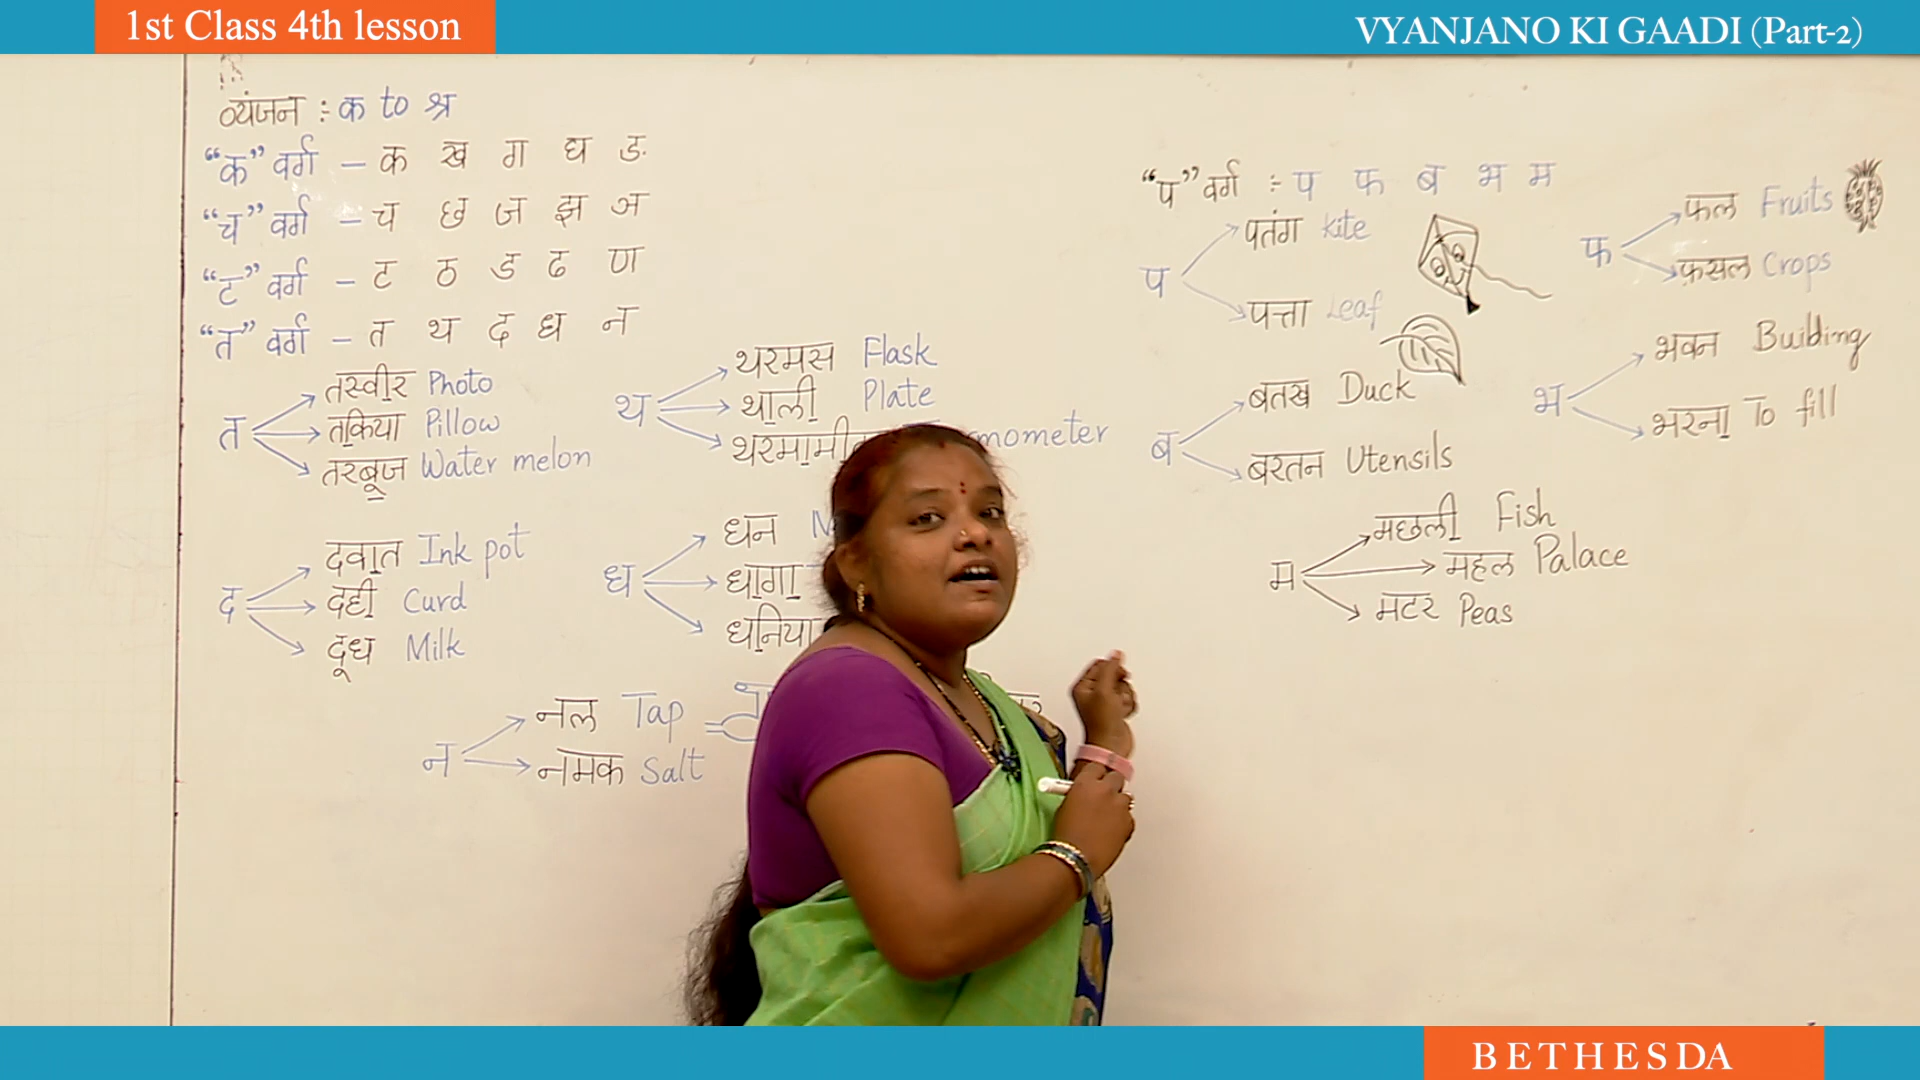 1st Class 4th lesson
VYANJANO KI GAADI (Part-2)
व्यंजन :- क to श्र
“क” वर्ग – क ख ग घ ङ
“च” वर्ग – च छ ज झ ञ
“ट” वर्ग – ट ठ ड ढ ण
“त” वर्ग – त थ द ध न
त
तस्वीर Photo
तकिया Pillow
तरबूज Water melon
थ
थरमस Flask
थाली Plate
द
दवात Ink pot
दही Curd
दूध Milk
ध
धन
धागा
धनिया
न
नल Tap
नमक Salt
“प” वर्ग :- प फ ब भ म
प
पतंग Kite
पत्ता Leaf
फ
फल Fruits
फ़सल Crops
ब
बतख Duck
बरतन Utensils
भ
भवन Building
भरना To fill
म
मछली Fish
महल Palace
मटर Peas
BETHESDA